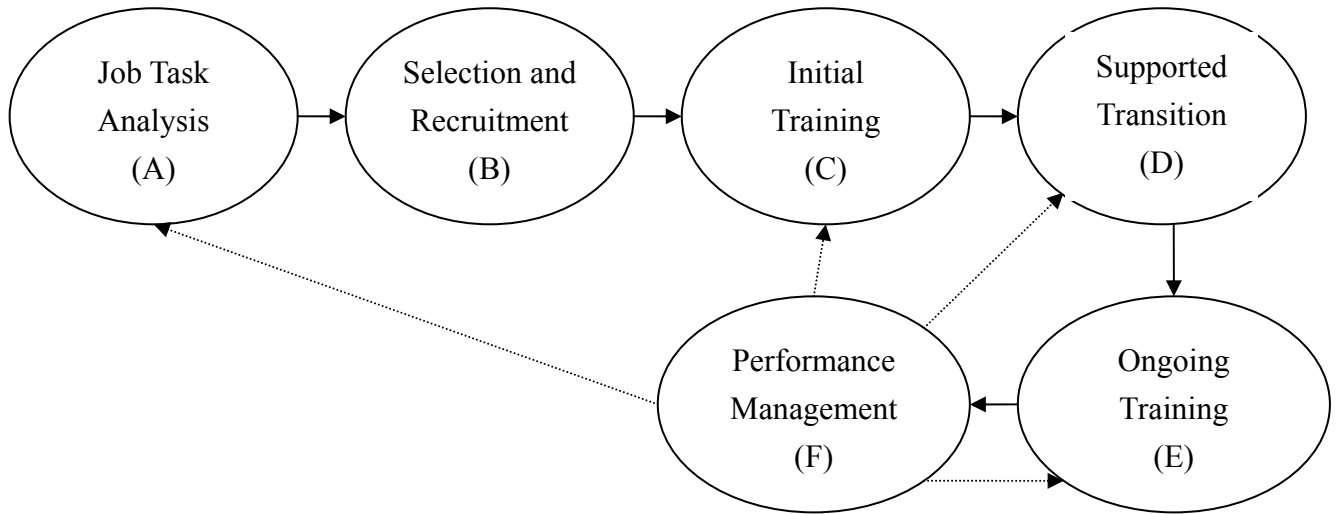 Job Task
Analysis
(A)
Selection and
Recruitment
(B)
Initial
Training
(C)
Supported
Transition
(D)
Performance
Management
(F)
Ongoing
Training
(E)